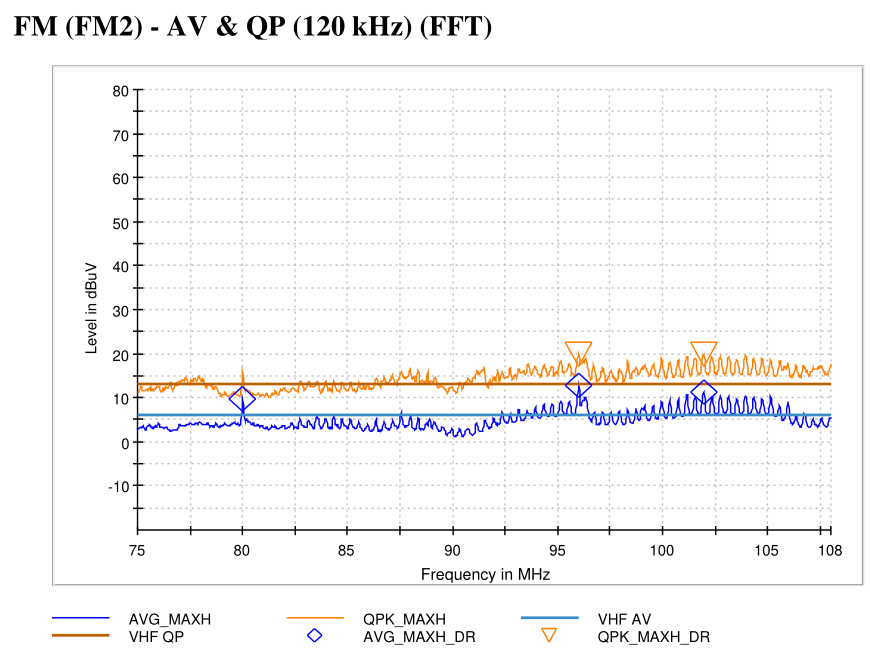 FM (FM2) - AV & QP (120 kHz) (FFT)
80
70
60
50
40
30
20
10
0
-10
Level in dBuV
75 80 85 90 95 100 105 108
Frequency in MHz
AVG_MAXH QPK_MAXH VHF AV
VHF QP AVG_MAXH_DR QPK_MAXH_DR